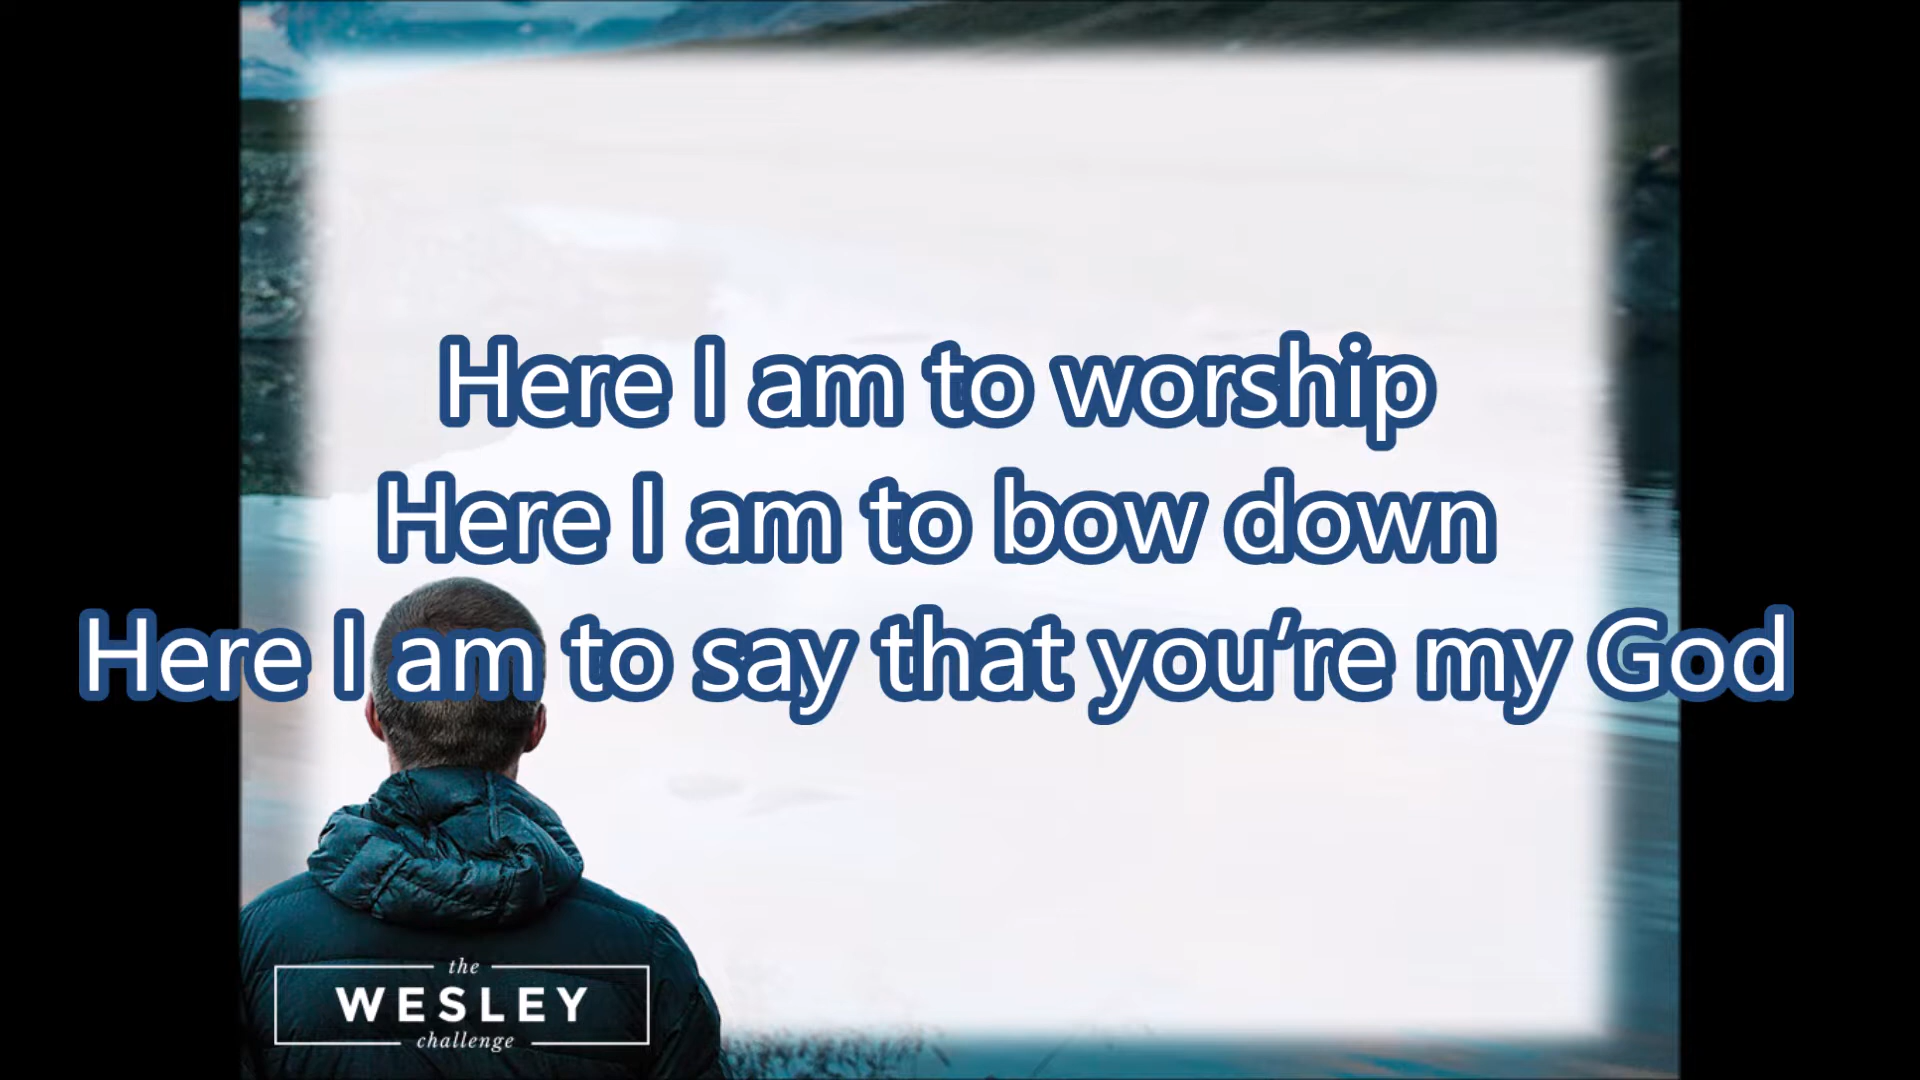 Here I am to worship
Here I am to bow down
Here I am to say that you’re my God
the
WESLEY
challenge